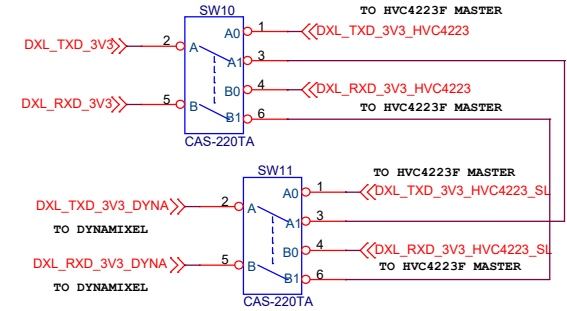 SW10
TO HVC4223F MASTER
DXL_TXD_3V3 2 A A0 1 DXL_TXD_3V3_HVC4223
A1 3
DXL_RXD_3V3 5 B B0 4 DXL_RXD_3V3_HVC4223
B1 6 TO HVC4223F MASTER
CAS-220TA
SW11
TO HVC4223F MASTER
DXL_TXD_3V3_DYNA 2 A A0 1 DXL_TXD_3V3_HVC4223_SL
TO DYNAMIXEL A1 3
DXL_RXD_3V3_DYNA 5 B B0 4 DXL_RXD_3V3_HVC4223_SL
TO HVC4223F MASTER
B1 6
TO DYNAMIXEL
CAS-220TA